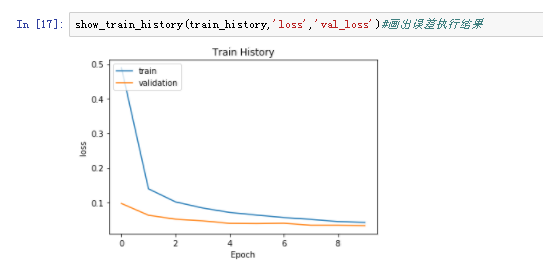 In [17]: show_train_history(train_history,'loss','val_loss')#画出误差执行结果
Train History
0.5
train
validation
0.4
0.3
0.2
0.1
loss
0 2 4 6 8
Epoch